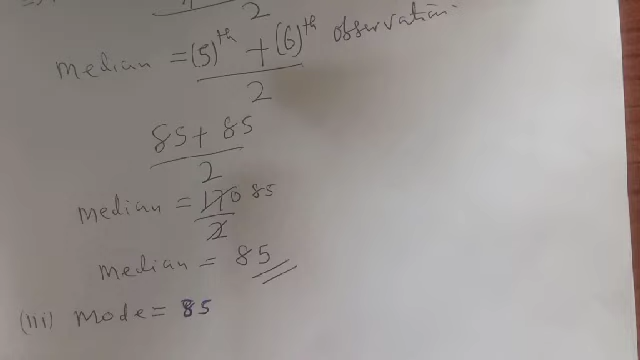 2
median = (5)th + (6)th observation.
2
85 + 85
2
median = 170 85
2
median = 85
(iii) mode = 85